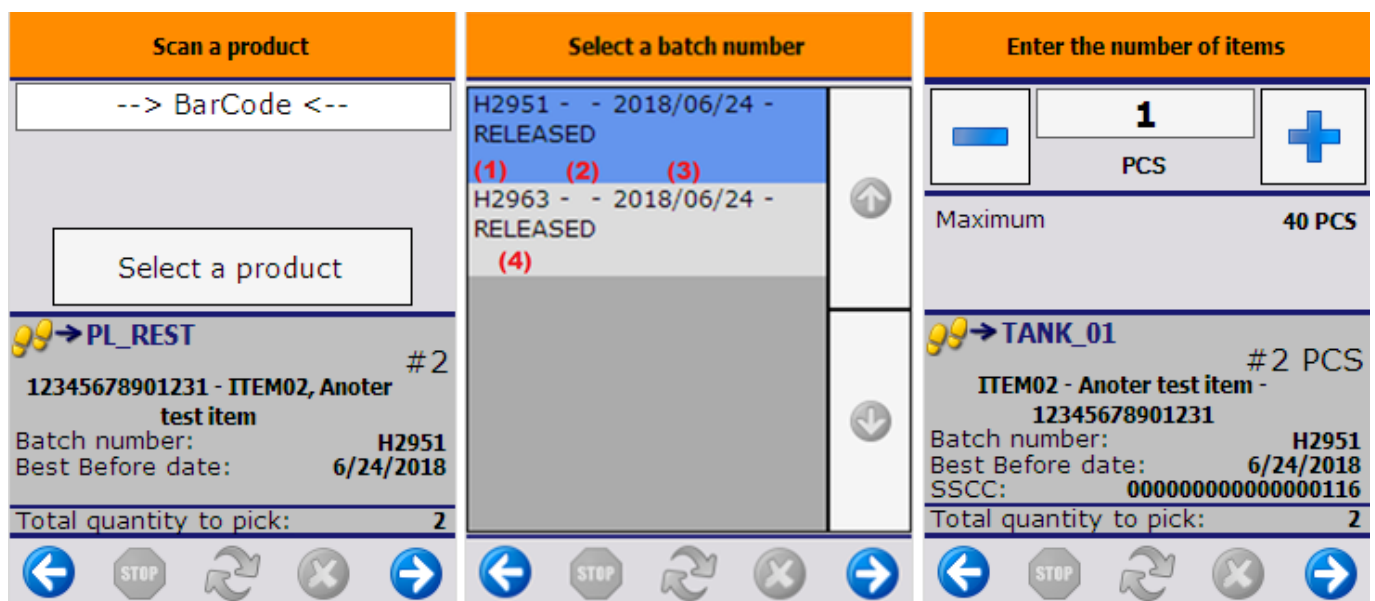 Scan a product
--> BarCode <--
Select a product
PL_REST
#2
12345678901231 - ITEM02, Anoter
test item
Batch number: H2951
Best Before date: 6/24/2018
Total quantity to pick: 2
STOP
Select a batch number
H2951 - - 2018/06/24 -
RELEASED
(1) (2) (3)
H2963 - - 2018/06/24 -
RELEASED
(4)
STOP
Enter the number of items
1
PCS
Maximum 40 PCS
TANK_01
#2 PCS
ITEM02 - Anoter test item -
12345678901231
Batch number: H2951
Best Before date: 6/24/2018
SSCC: 000000000000000116
Total quantity to pick: 2
STOP